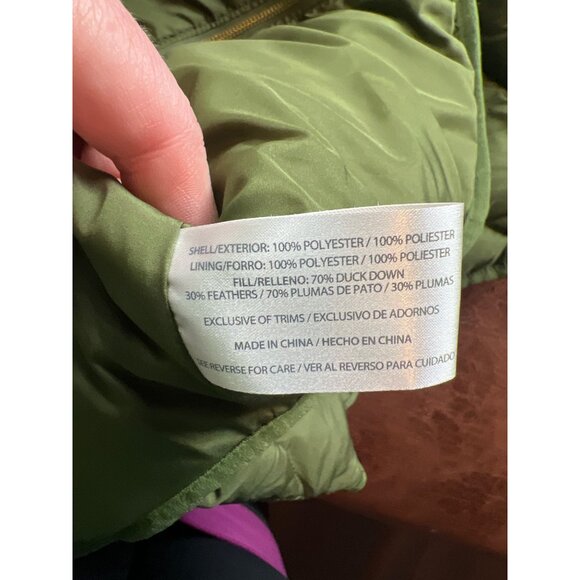 SHELL/EXTERIOR: 100% POLYESTER / 100% POLIESTER
LINING/FORRO: 100% POLYESTER / 100% POLIESTER
FILL/RELLENO: 70% DUCK DOWN
30% FEATHERS / 70% PLUMAS DE PATO / 30% PLUMAS
EXCLUSIVE OF TRIMS / EXCLUSIVO DE ADORNOS
MADE IN CHINA / HECHO EN CHINA
SEE REVERSE FOR CARE / VER AL REVERSO PARA CUIDADO